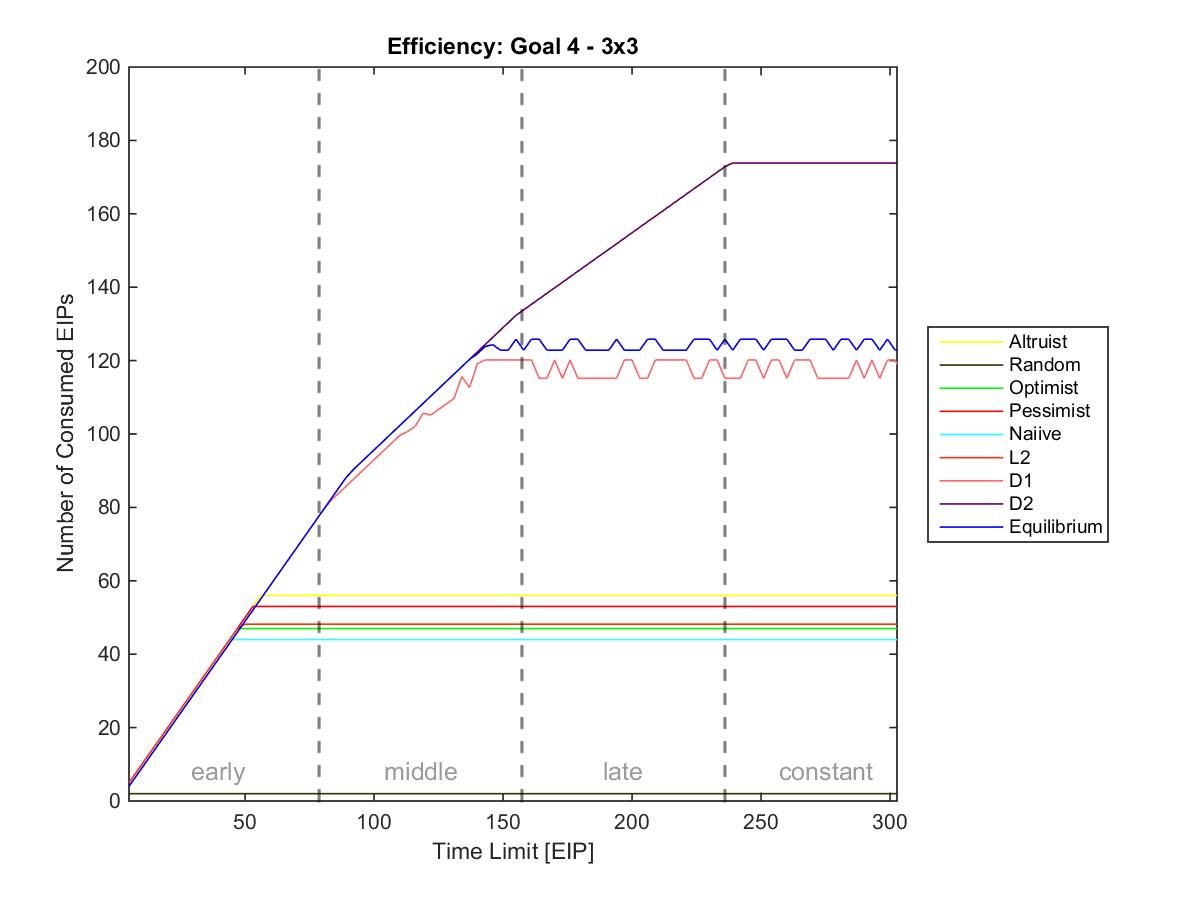 Efficiency: Goal 4 - 3x3
200
180
160
140
120
100
80
60
40
20
0
Number of Consumed EIPs
early middle late constant
50 100 150 200 250 300
Time Limit [EIP]
Altruist
Random
Optimist
Pessimist
Naiive
L2
D1
D2
Equilibrium